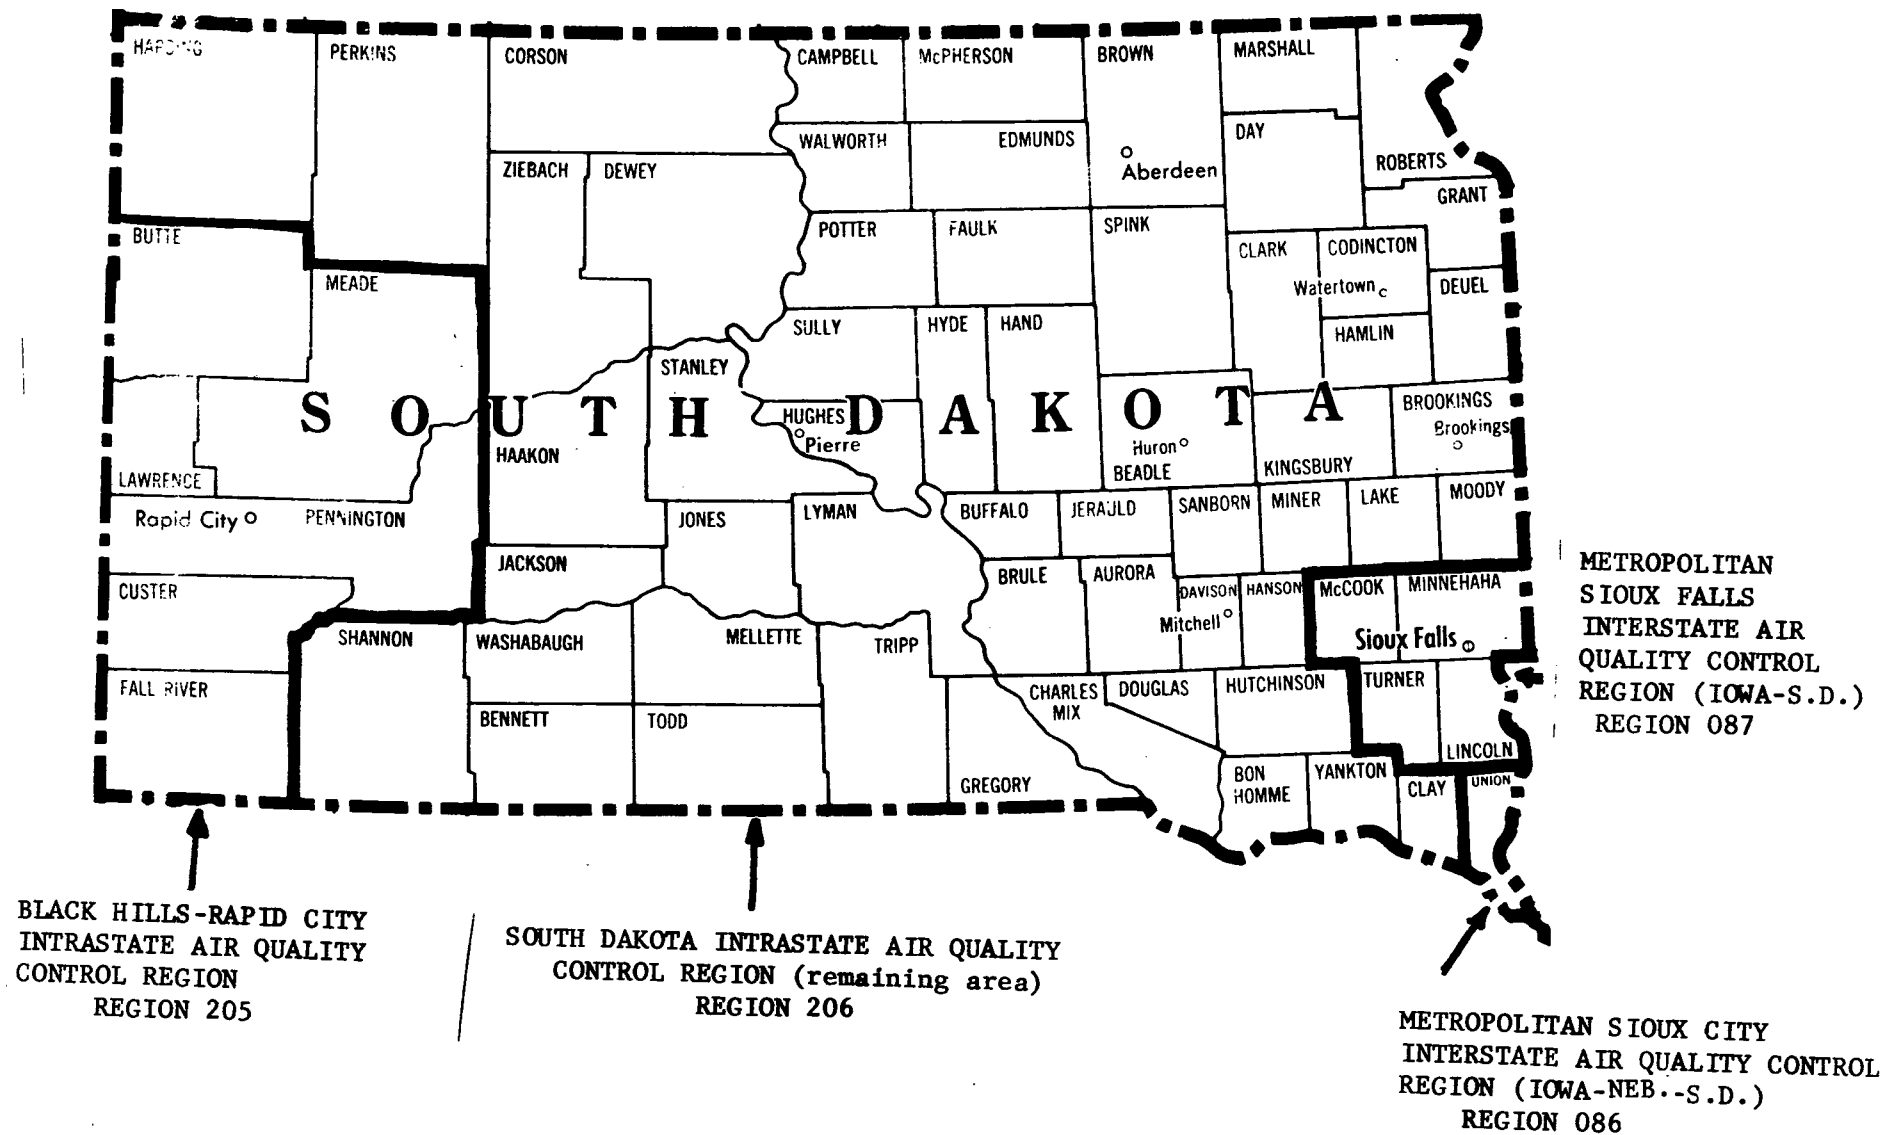 HARDING
PERKINS
CORSON
CAMPBELL
McPHERSON
BROWN
MARSHALL
WALWORTH
EDMUNDS
DAY
ROBERTS
ZIEBACH
DEWEY
Aberdeen
GRANT
BUTTE
POTTER
FAULK
SPINK
CLARK
CODINCTON
MEADE
Watertown
DEUEL
SULLY
HYDE
HAND
HAMLIN
STANLEY
SOUTH DAKOTA
HUGHES
Pierre
BROOKINGS
Brookings
Huron
HAAKON
BEADLE
KINGSBURY
LAWRENCE
Rapid City
PENNINGTON
JONES
LYMAN
BUFFALO
JERAULD
SANBORN
MINER
LAKE
MOODY
JACKSON
BRULE
AURORA
DAVISON
HANSON
McCOOK
MINNEHAHA
CUSTER
Mitchell
Sioux Falls
SHANNON
WASHABAUGH
MELLETTE
TRIPP
FALL RIVER
CHARLES
MIX
DOUGLAS
HUTCHINSON
TURNER
BENNETT
TODD
LINCOLN
GREGORY
BON
HOMME
YANKTON
CLAY
UNION
METROPOLITAN
SIOUX FALLS
INTERSTATE AIR
QUALITY CONTROL
REGION (IOWA-S.D.)
REGION 087
BLACK HILLS-RAPID CITY
INTRASTATE AIR QUALITY
CONTROL REGION
REGION 205
SOUTH DAKOTA INTRASTATE AIR QUALITY
CONTROL REGION (remaining area)
REGION 206
METROPOLITAN SIOUX CITY
INTERSTATE AIR QUALITY CONTROL
REGION (IOWA-NEB.-S.D.)
REGION 086